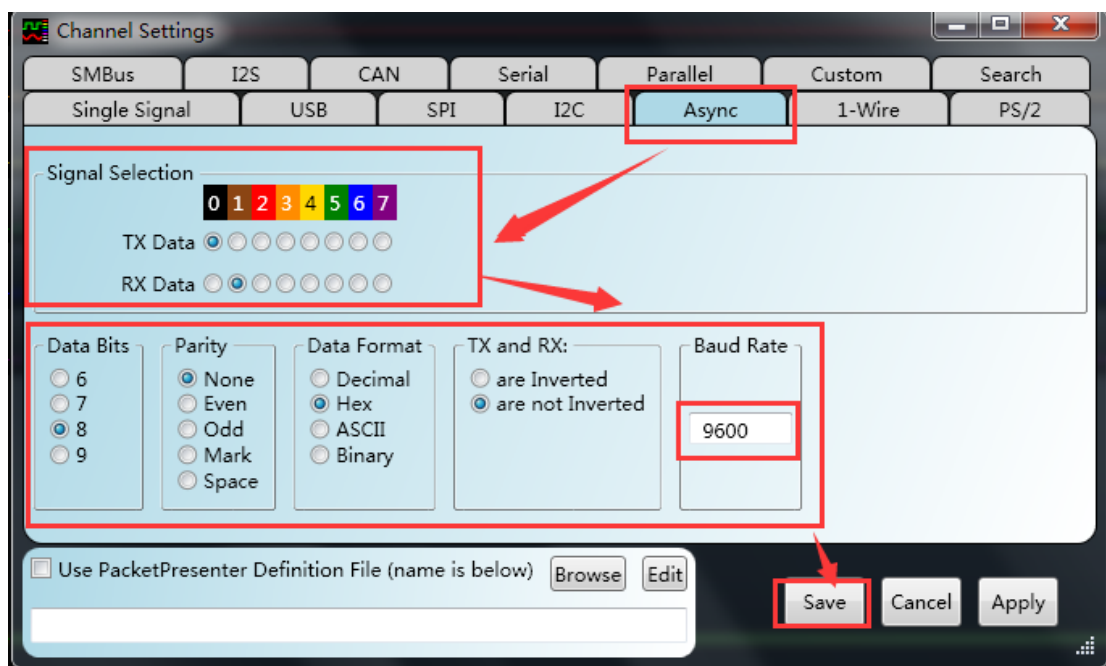 Channel Settings
SMBus I2S CAN Serial Parallel Custom Search
Single Signal USB SPI I2C Async 1-Wire PS/2
Signal Selection
0 1 2 3 4 5 6 7
TX Data
RX Data
Data Bits Parity Data Format TX and RX: Baud Rate
6 None Decimal are Inverted
7 Even Hex are not Inverted
8 Odd ASCII 9600
9 Mark Binary
Space
Use PacketPresenter Definition File (name is below) Browse Edit
Save Cancel Apply